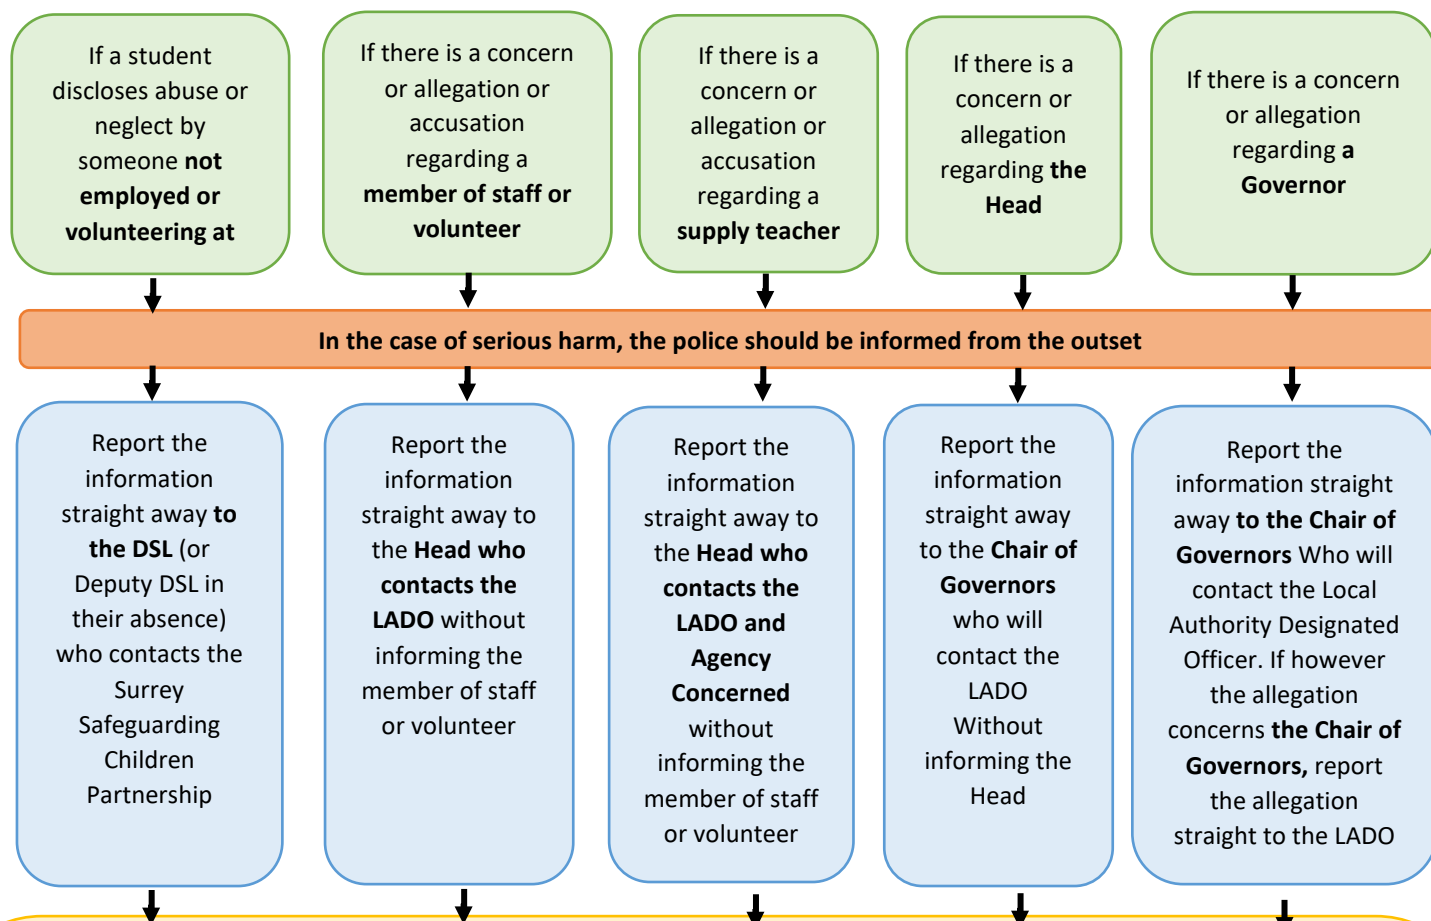 If a student
discloses abuse or
neglect by
someone not
employed or
volunteering at
If there is a concern
or allegation or
accusation
regarding a
member of staff or
volunteer
If there is a
concern or
allegation or
accusation
regarding a
supply teacher
If there is a
concern or
allegation
regarding the
Head
If there is a concern
or allegation
regarding a
Governor
In the case of serious harm, the police should be informed from the outset
Report the
information
straight away to
the DSL (or
Deputy DSL in
their absence)
who contacts the
Surrey
Safeguarding
Children
Partnership
Report the
information
straight away to
the Head who
contacts the
LADO without
informing the
member of staff
or volunteer
Report the
information
straight away to
the Head who
contacts the
LADO and
Agency
Concerned
without
informing the
member of staff
or volunteer
Report the
information
straight away
to the Chair of
Governors
who will
contact the
LADO
Without
informing the
Head
Report the
information straight
away to the Chair of
Governors Who will
contact the Local
Authority Designated
Officer. If however
the allegation
concerns the Chair of
Governors, report
the allegation
straight to the LADO